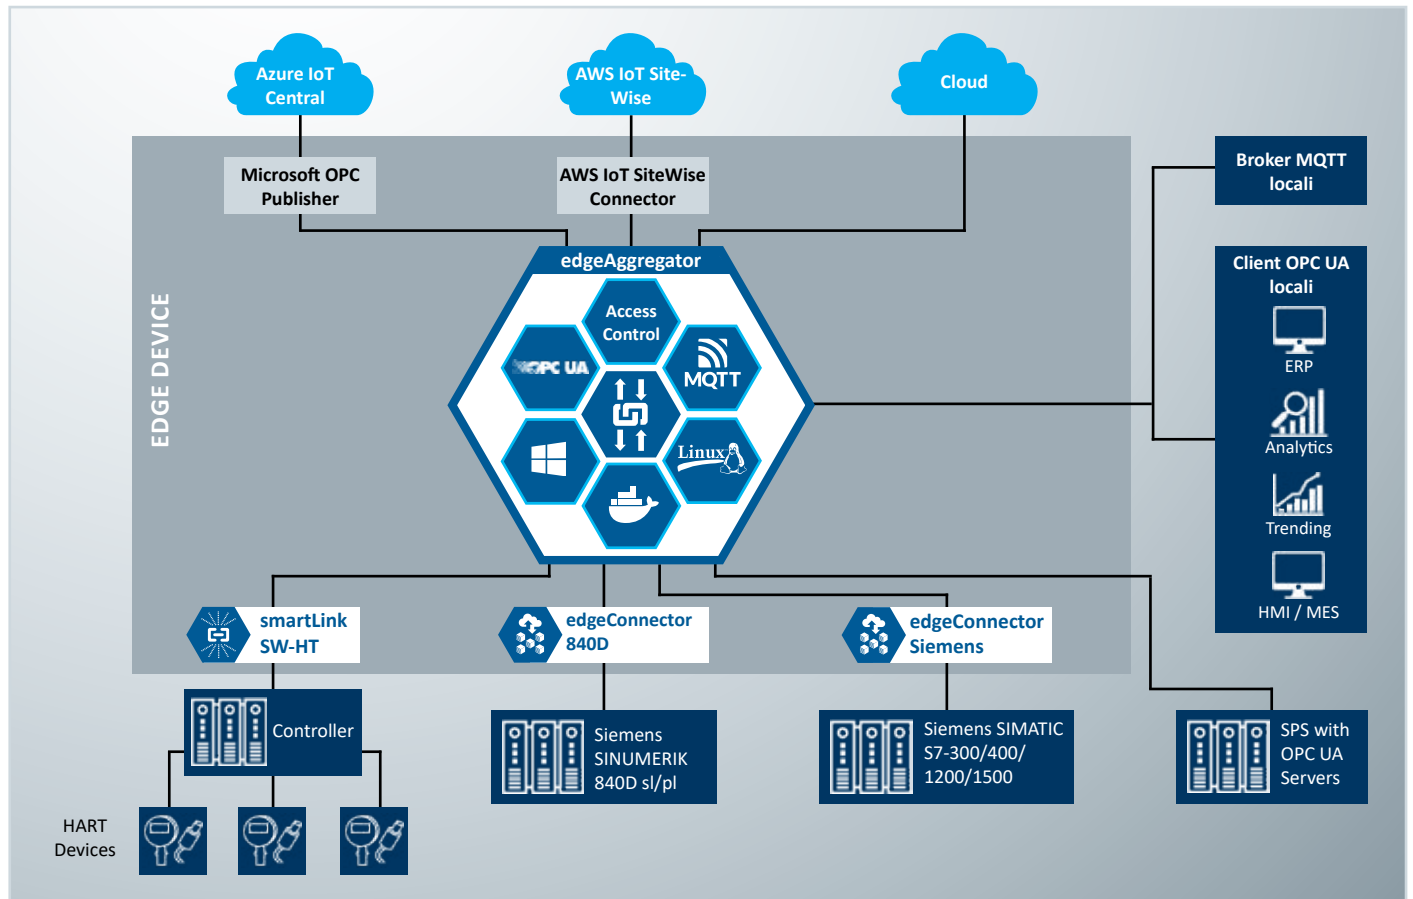 Azure IoT
Central
AWS IoT Site-
Wise
Cloud
Microsoft OPC
Publisher
AWS IoT SiteWise
Connector
Broker MQTT
locali
EDGE DEVICE
edgeAggregator
Access
Control
OPC UA
MQTT
Linux
Client OPC UA
locali
ERP
Analytics
Trending
HMI / MES
smartLink
SW-HT
edgeConnector
840D
edgeConnector
Siemens
Controller
Siemens
SINUMERIK
840D sl/pl
Siemens SIMATIC
S7-300/400/
1200/1500
SPS with
OPC UA
Servers
HART
Devices